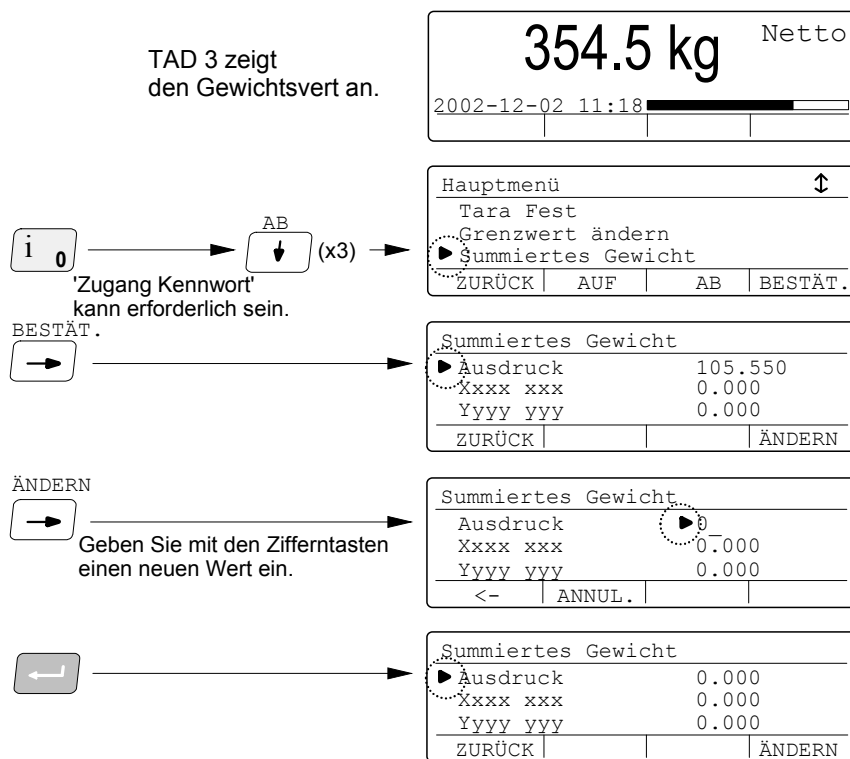 TAD 3 zeigt
den Gewichtsvert an.
354.5 kg Netto
2002-12-02 11:18
Hauptmenü
Tara Fest
Grenzwert ändern
Summiertes Gewicht
ZURÜCK AUF AB BESTÄT.
i 0
AB
(x3)
'Zugang Kennwort'
kann erforderlich sein.
BESTÄT.
Summiertes Gewicht
Ausdruck 105.550
Xxxx xxx 0.000
Yyyy yyy 0.000
ZURÜCK ÄNDERN
ÄNDERN
Geben Sie mit den Zifferntasten
einen neuen Wert ein.
Summiertes Gewicht
Ausdruck 0_
Xxxx xxx 0.000
Yyyy yyy 0.000
<- ANNUL.
Summiertes Gewicht
Ausdruck 0.000
Xxxx xxx 0.000
Yyyy yyy 0.000
ZURÜCK ÄNDERN